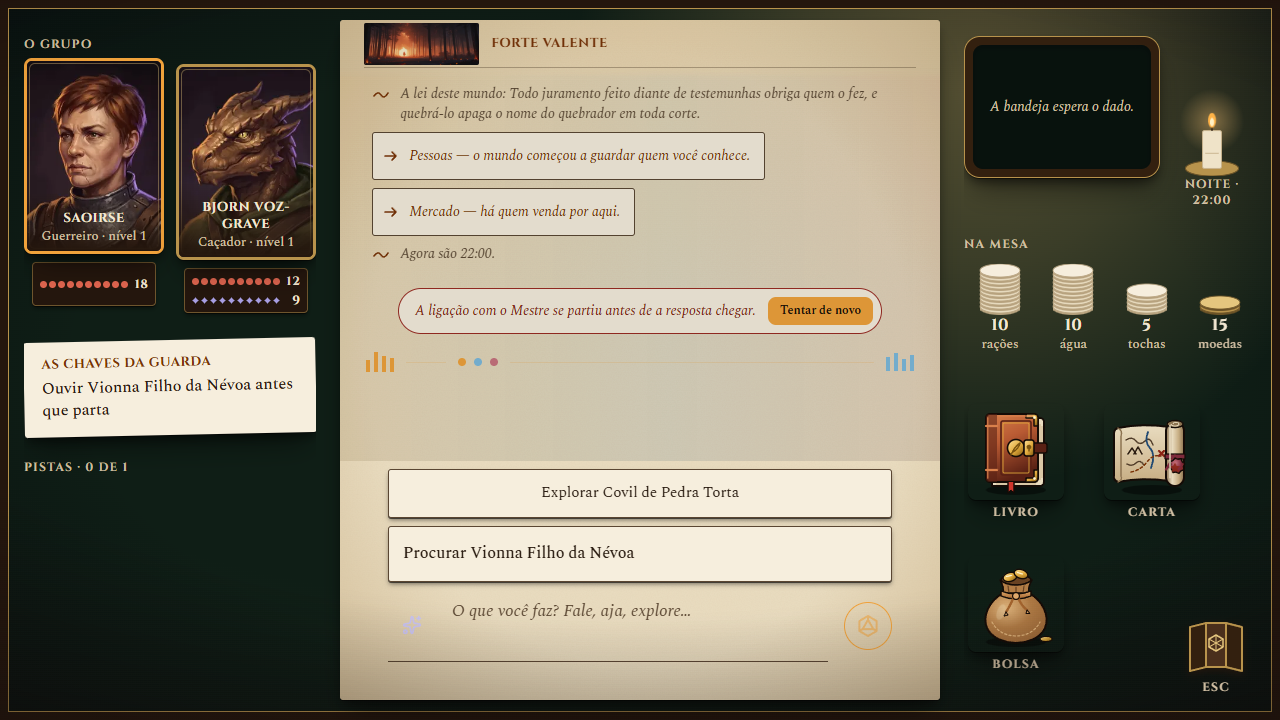 O GRUPO
SAOIRSE
Guerreiro · nível 1
18
BJORN VOZ-
GRAVE
Caçador · nível 1
12
9
AS CHAVES DA GUARDA
Ouvir Vionna Filho da Névoa antes
que parta
PISTAS · 0 DE 1
FORTE VALENTE
A lei deste mundo: Todo juramento feito diante de testemunhas obriga quem o fez, e
quebrá-lo apaga o nome do quebrador em toda corte.
Pessoas — o mundo começou a guardar quem você conhece.
Mercado — há quem venda por aqui.
Agora são 22:00.
A ligação com o Mestre se partiu antes de a resposta chegar.
Tentar de novo
Explorar Covil de Pedra Torta
Procurar Vionna Filho da Névoa
O que você faz? Fale, aja, explore...
A bandeja espera o dado.
NOITE ·
22:00
NA MESA
10
rações
10
água
5
tochas
15
moedas
LIVRO
CARTA
BOLSA
ESC